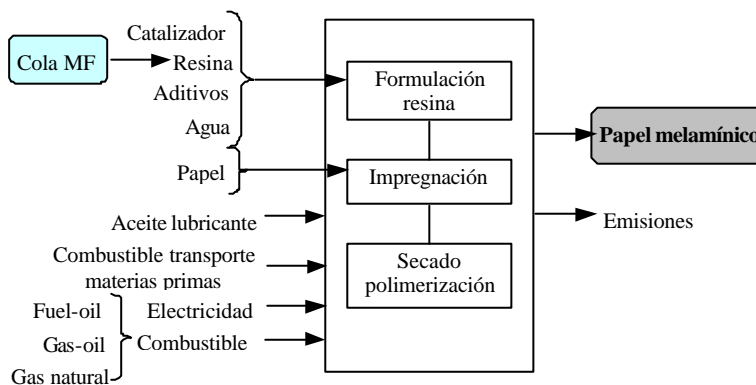 Catalizador
Cola MF
Resina
Aditivos
Agua
Papel
Aceite lubricante
Combustible transporte
materias primas
Fuel-oil
Electricidad
Gas-oil
Combustible
Gas natural
Formulación
resina
Impregnación
Secado
polimerización
Papel melamínico
Emisiones